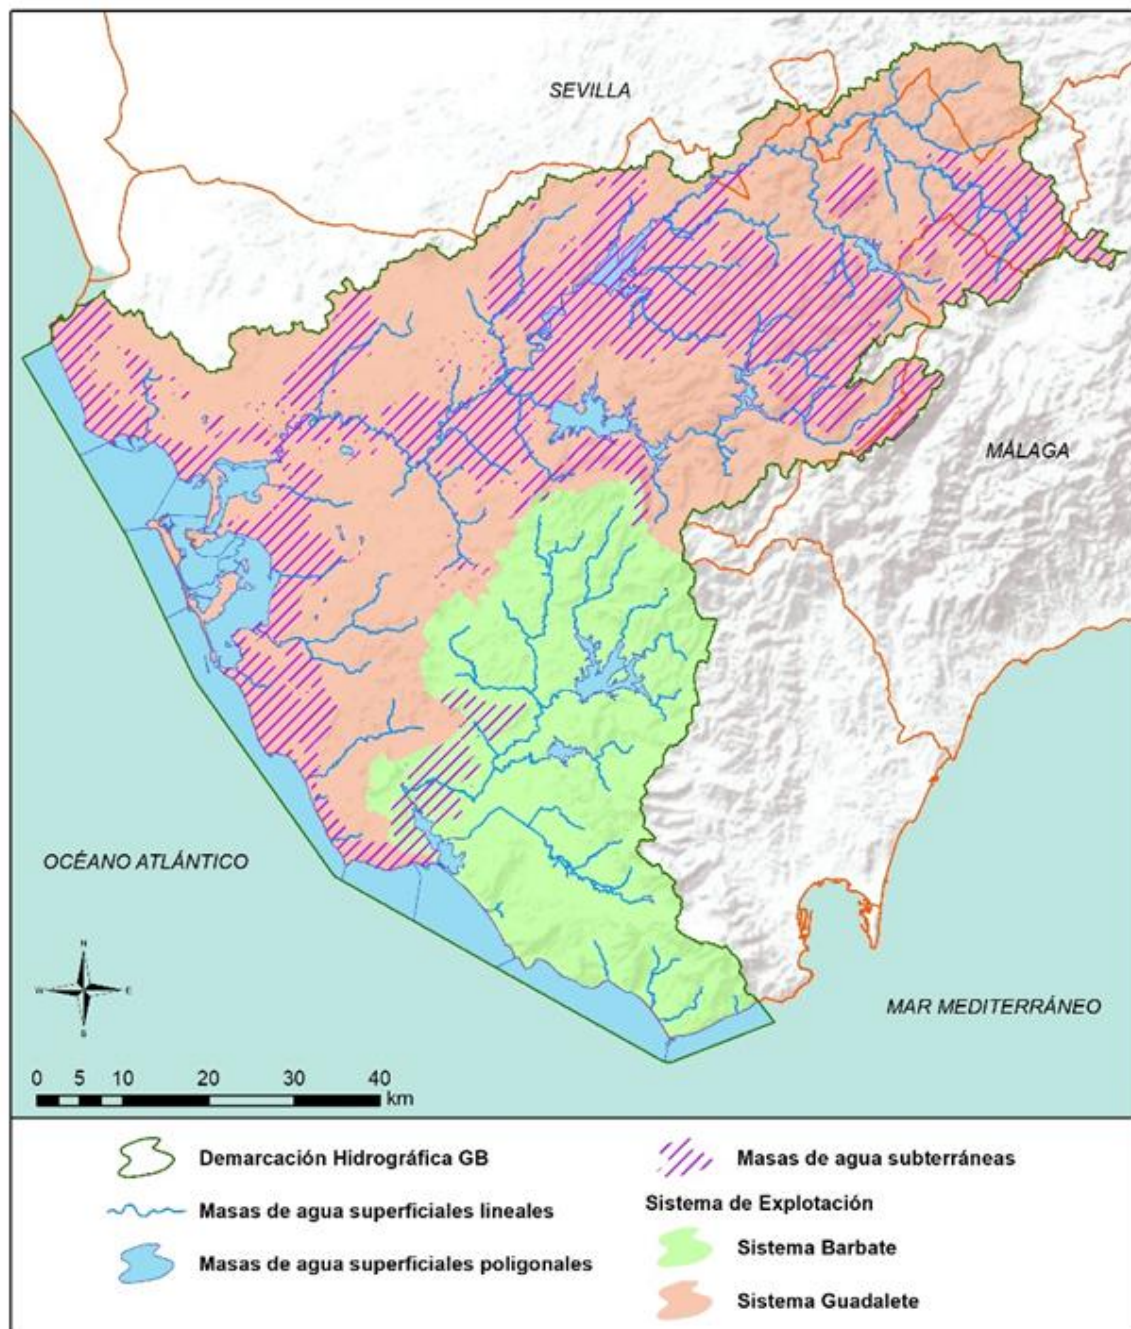 SEVILLA
MÁLAGA
OCÉANO ATLÁNTICO
MAR MEDITERRÁNEO
N
W
E
S
0 5 10 20 30 40
km
Demarcación Hidrográfica GB
Masas de agua superficiales lineales
Masas de agua superficiales poligonales
Masas de agua subterráneas
Sistema de Explotación
Sistema Barbate
Sistema Guadalete